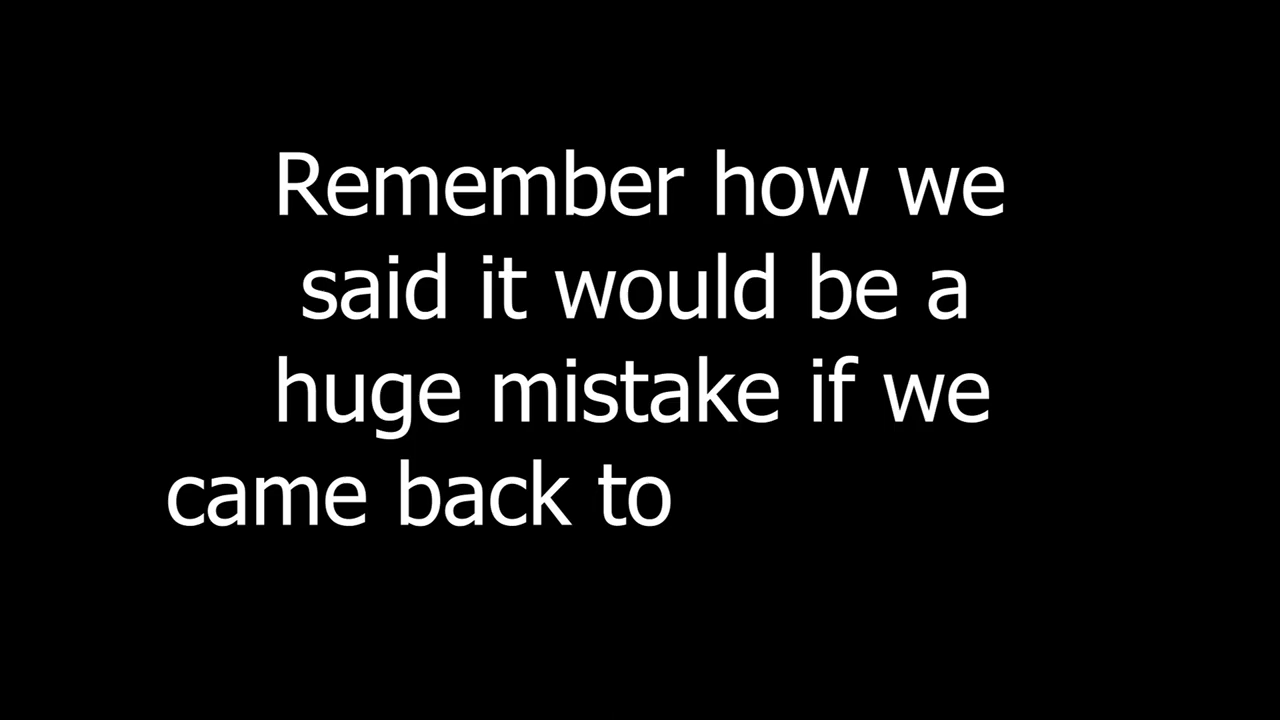 Remember how we
said it would be a
huge mistake if we
came back to